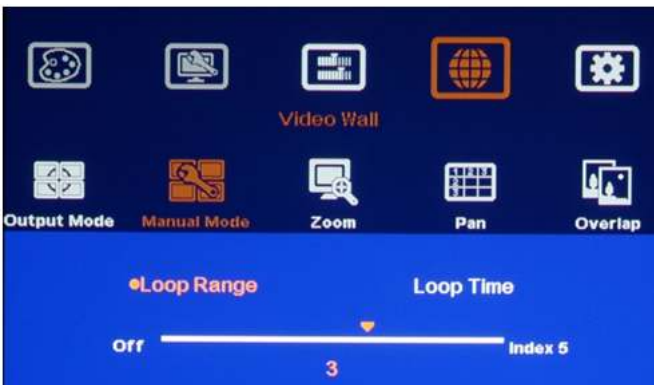 Video Wall
Output Mode Manual Mode Zoom Pan Overlap
Loop Range Loop Time
Off Index 5
3